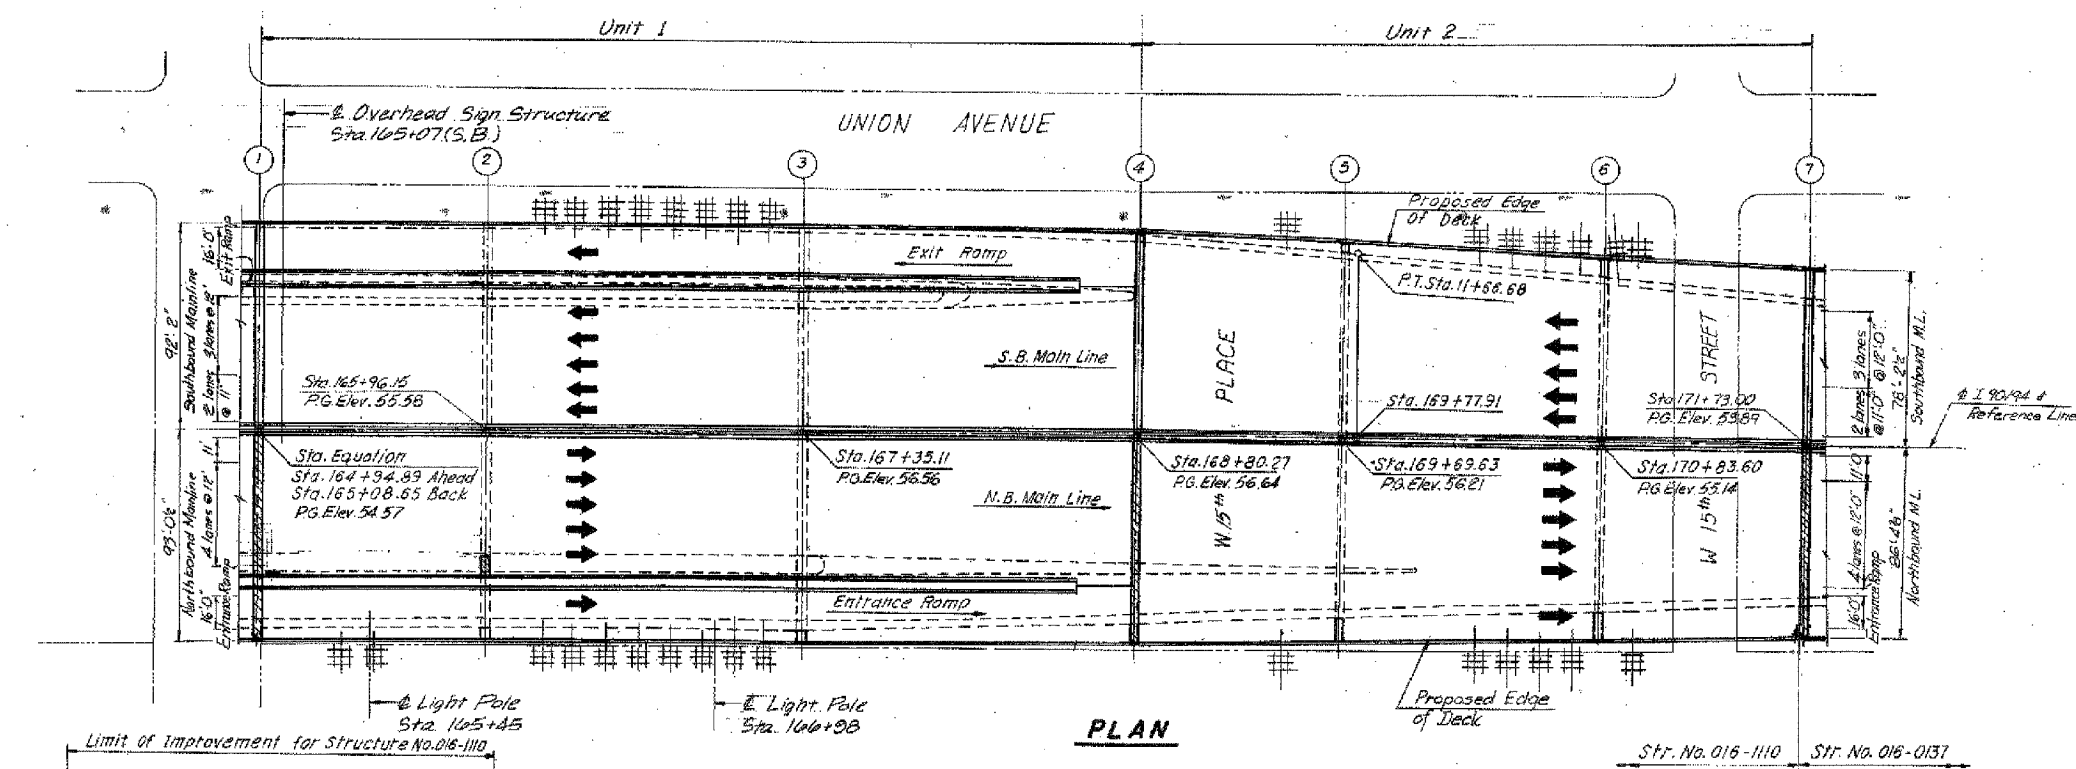 Unit 1
Unit 2
℄ Overhead Sign Structure
Sta. 165+07 (S.B.)
UNION AVENUE
1
2
3
4
5
6
7
Proposed Edge
of Deck
Exit Ramp
P.T. Sta. 11+66.68
S.B. Main Line
PLACE
STREET
Sta. 165+96.15
P.G. Elev. 55.58
Sta. 169+77.91
Sta. 171+73.00
P.G. Elev. 53.89
℄ I 90/94 &
Reference Line
Sta. Equation
Sta. 164+94.89 Ahead
Sta. 165+08.65 Back
P.G. Elev. 54.57
Sta. 167+35.11
P.G. Elev. 56.56
Sta. 168+80.27
P.G. Elev. 56.64
Sta. 169+69.63
P.G. Elev. 56.21
Sta. 170+83.60
P.G. Elev. 55.14
N.B. Main Line
W. 15th
W 15th
Entrance Ramp
92'-2"
Southbound Mainline
2 lanes 3 lanes @ 12'
@ 11'
16'-0"
Exit Ramp
Northbound Mainline
4 lanes @ 12' 11'
16'-0"
Entrance Ramp
2 lanes 3 lanes
@ 11'-0" @ 12'-0"
Southbound M.L.
4 lanes @ 12'-0" 11'-0"
16'-0"
Entrance Ramp
Northbound M.L.
℄ Light Pole
Sta. 165+45
℄ Light Pole
Sta. 166+98
Proposed Edge
of Deck
PLAN
Limit of Improvement for Structure No. 016-1110
Str. No. 016-1110
Str. No. 016-0137